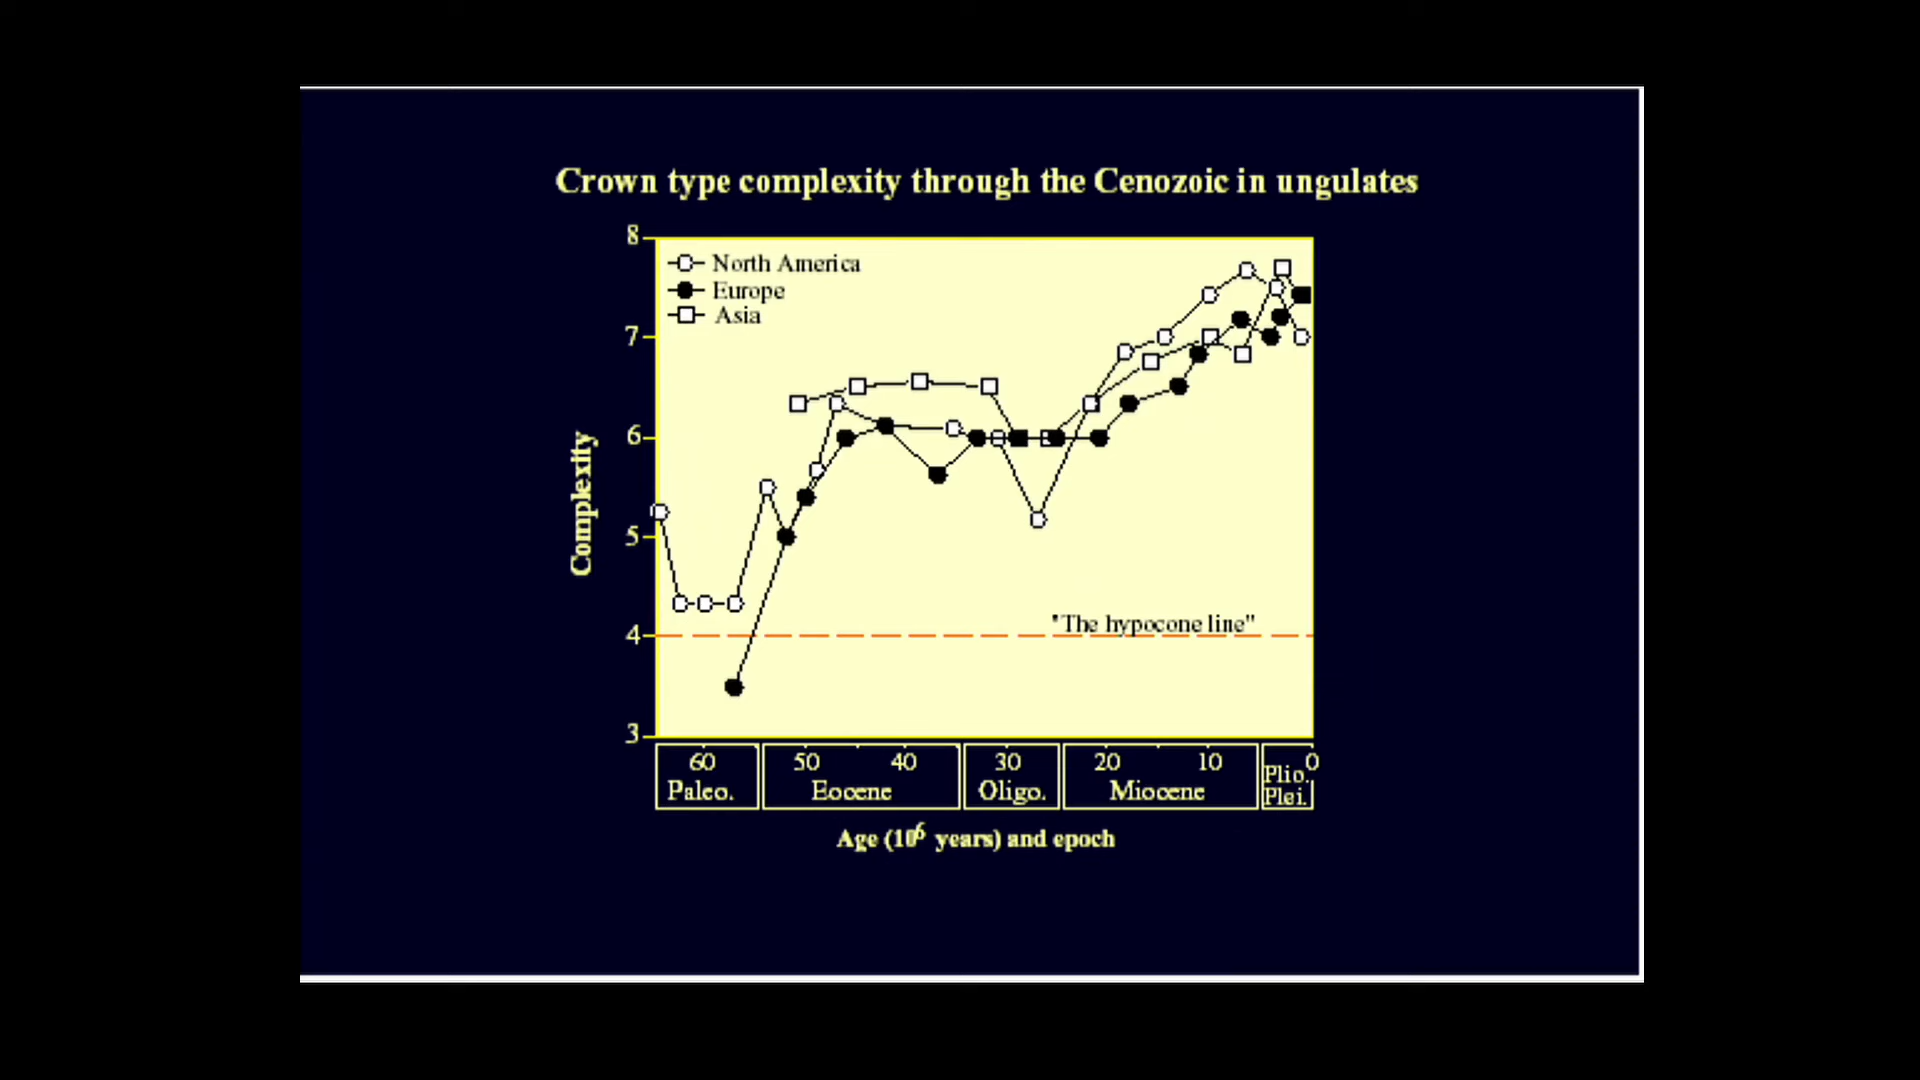 Crown type complexity through the Cenozoic in ungulates
8
North America
Europe
Asia
7
6
Complexity
5
"The hypocone line"
4
3
60 50 40 30 20 10 0
Paleo. Eocene Oligo. Miocene Plio. Plei.
Age (10⁶ years) and epoch